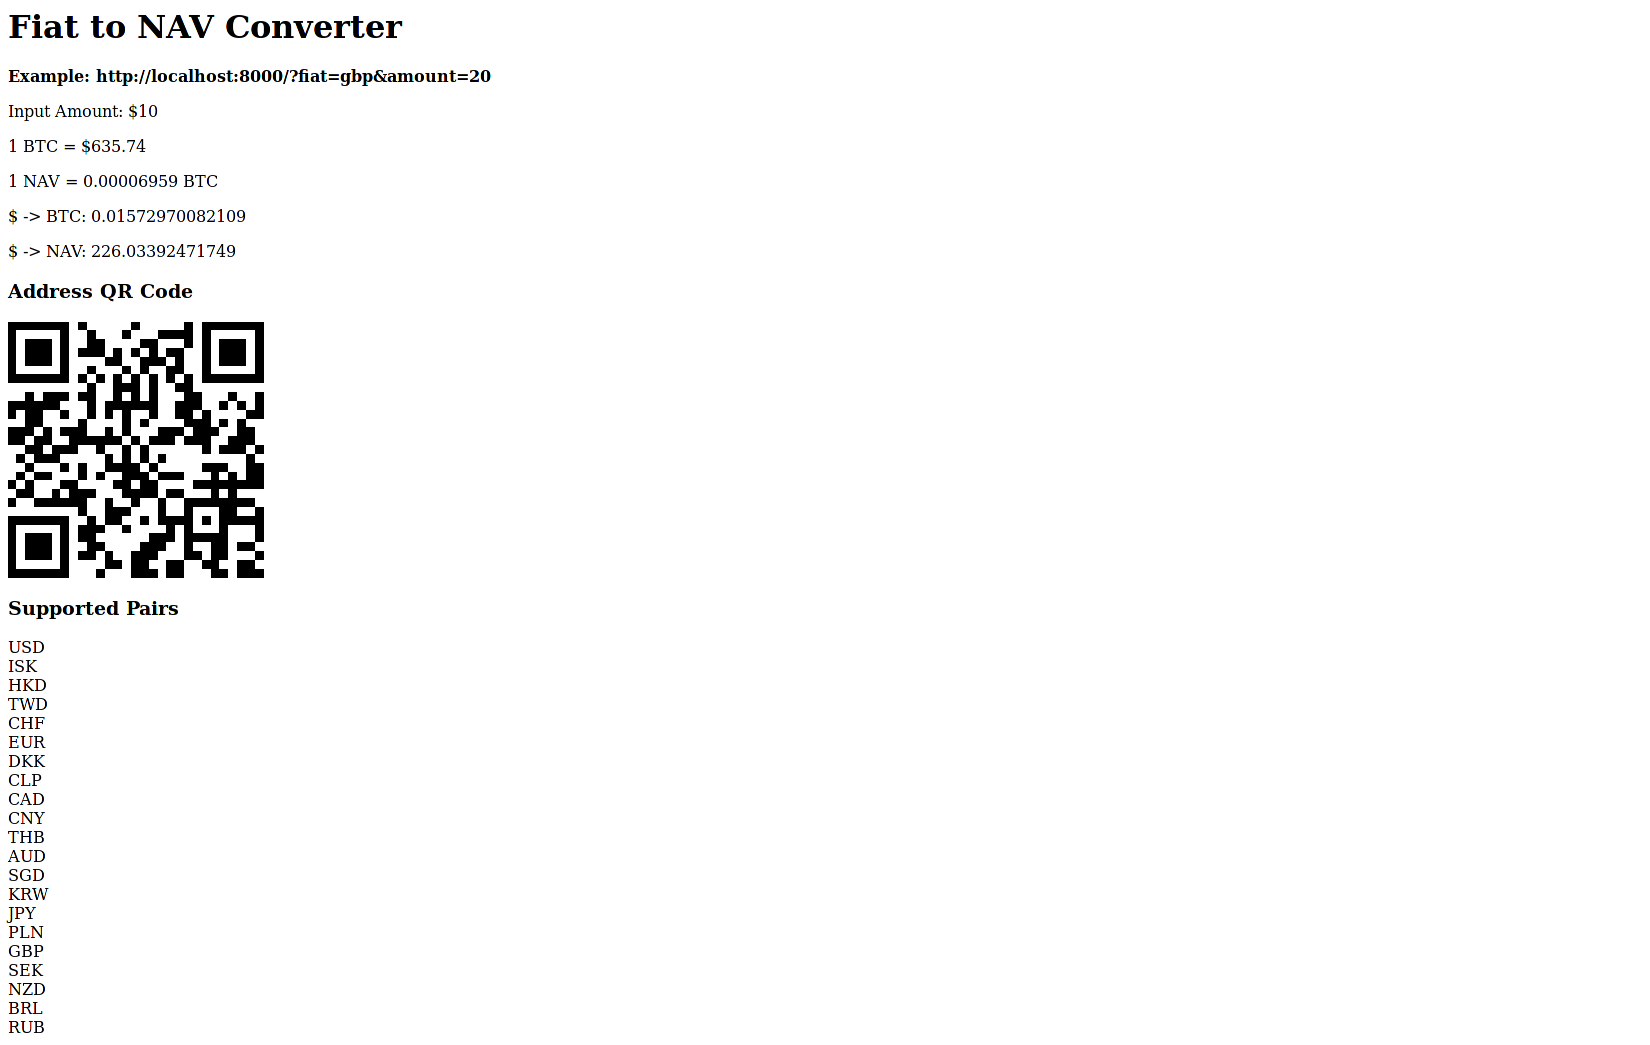 Fiat to NAV Converter
Example: http://localhost:8000/?fiat=gbp&amount=20
Input Amount: $10
1 BTC = $635.74
1 NAV = 0.00006959 BTC
$ -> BTC: 0.01572970082109
$ -> NAV: 226.03392471749
Address QR Code
Supported Pairs
USD
ISK
HKD
TWD
CHF
EUR
DKK
CLP
CAD
CNY
THB
AUD
SGD
KRW
JPY
PLN
GBP
SEK
NZD
BRL
RUB